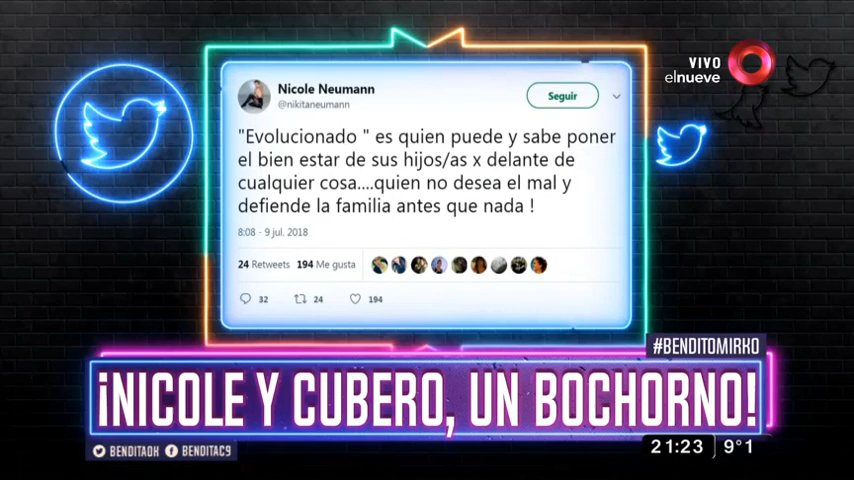 VIVO
elnueve
Nicole Neumann
@nikitaneumann
Seguir
"Evolucionado " es quien puede y sabe poner
el bien estar de sus hijos/as x delante de
cualquier cosa....quien no desea el mal y
defiende la familia antes que nada !
8:08 - 9 jul. 2018
24 Retweets 194 Me gusta
32 24 194
#BENDITOMIRKO
¡NICOLE Y CUBERO, UN BOCHORNO!
BENDITAOK BENDITAC9
21:23 9°1